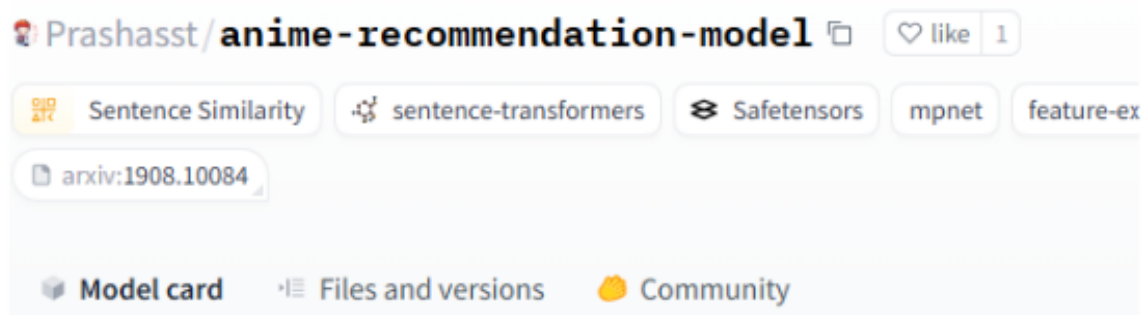 Prashasst/anime-recommendation-model like 1
Sentence Similarity sentence-transformers Safetensors mpnet feature-ex
arxiv:1908.10084
Model card Files and versions Community